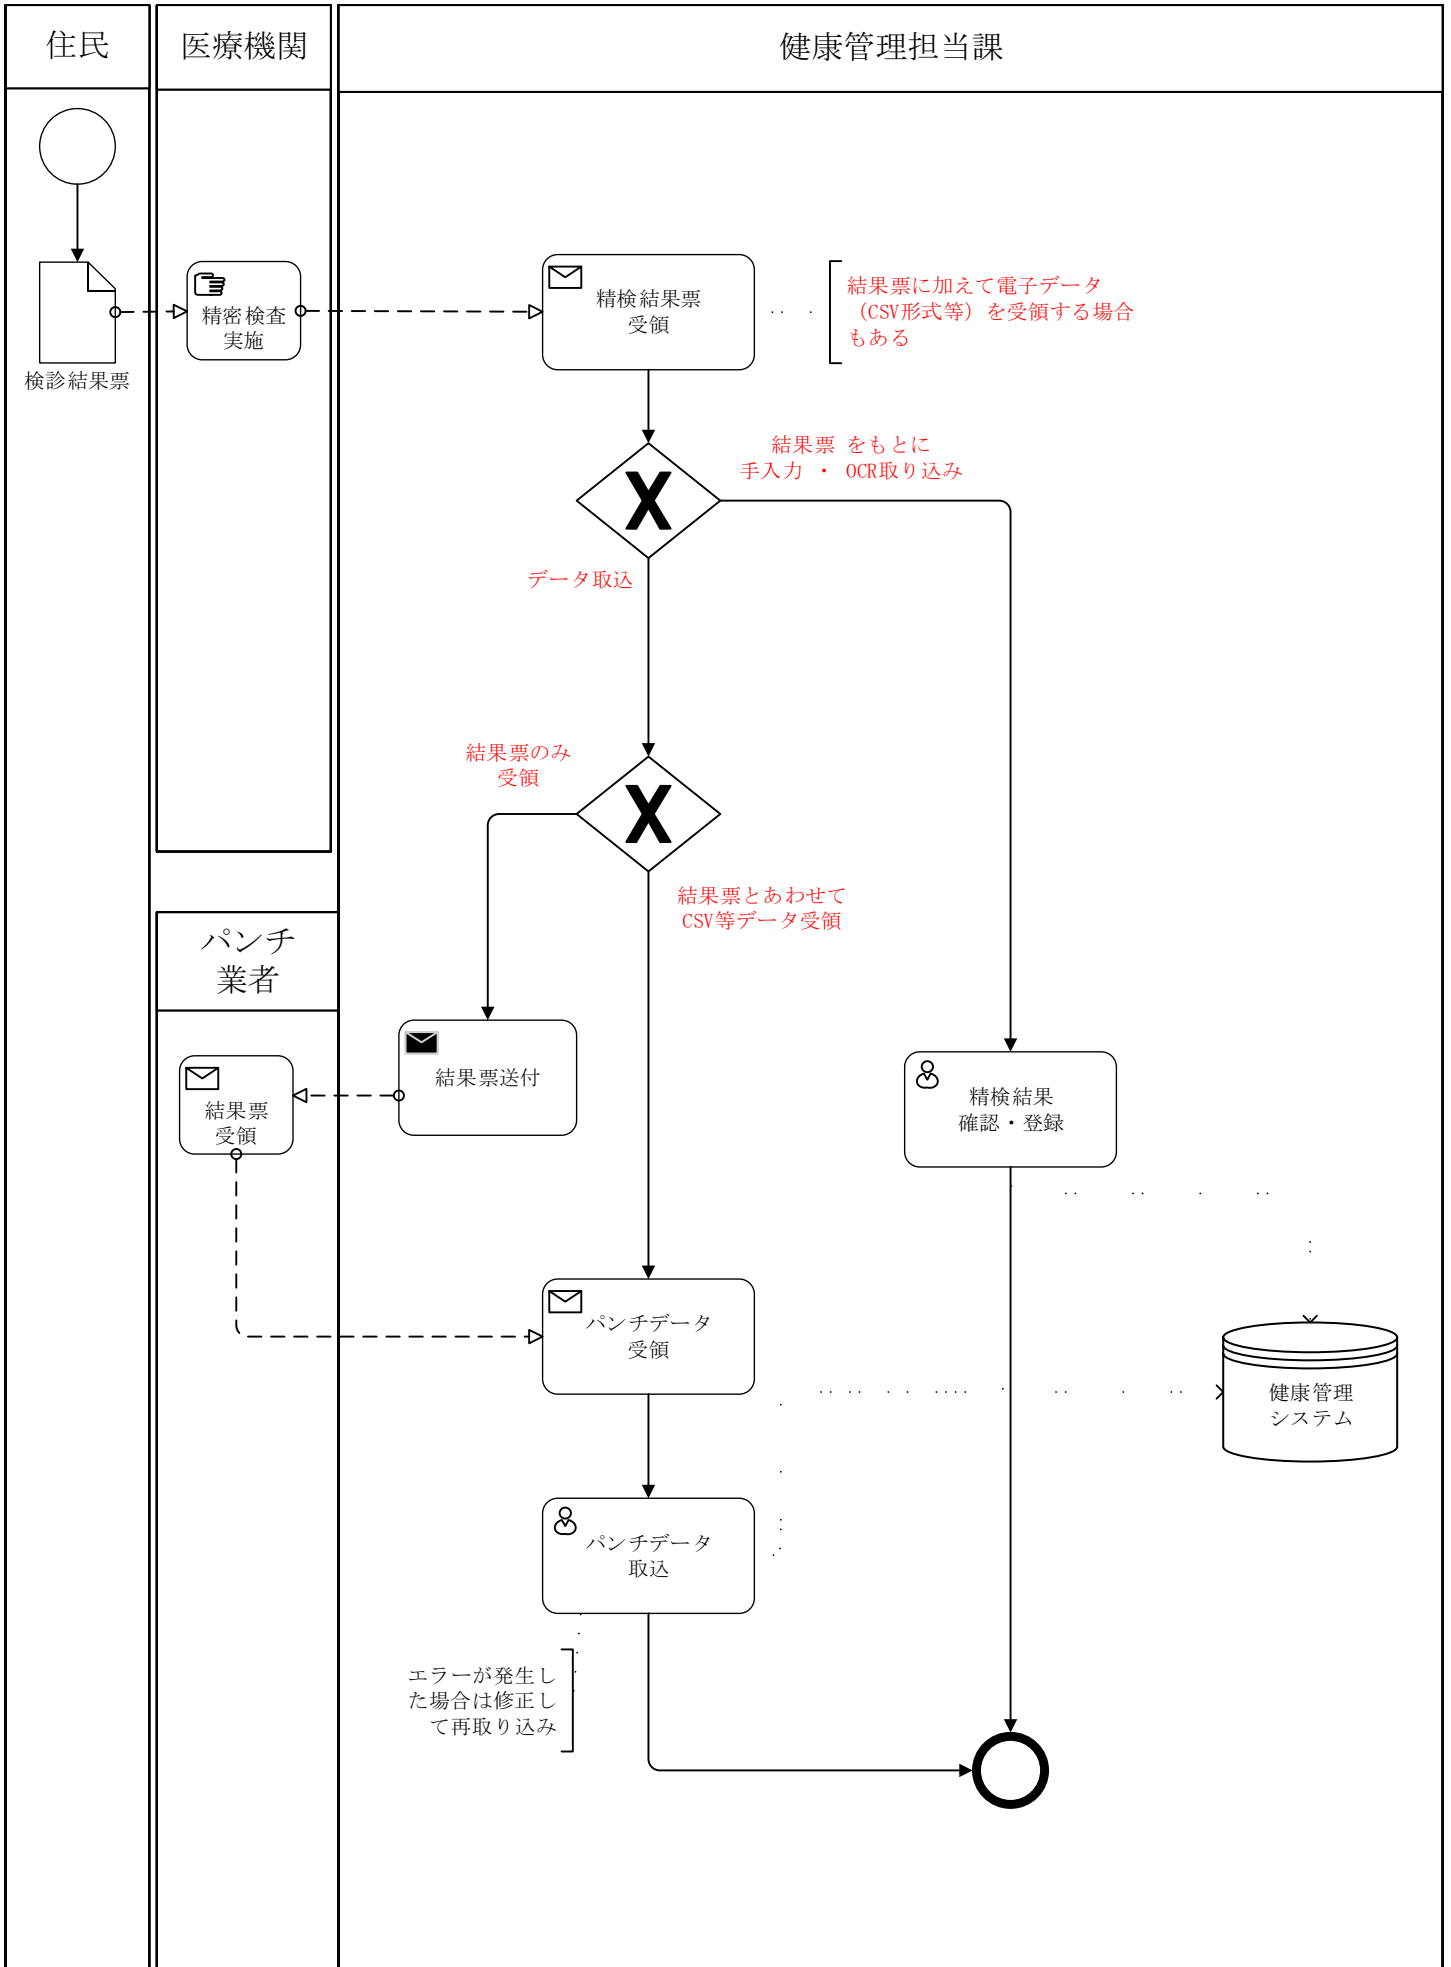 住民
医療機関
健康管理担当課
検診結果票
精密検査
実施
精検結果票
受領
結果票に加えて電子データ
（CSV形式等）を受領する場合
もある
結果票 をもとに
手入力 ・ OCR取り込み
データ取込
結果票のみ
受領
結果票とあわせて
CSV等データ受領
パンチ
業者
結果票
受領
結果票送付
精検結果
確認・登録
パンチデータ
受領
健康管理
システム
パンチデータ
取込
エラーが発生し
た場合は修正し
て再取り込み